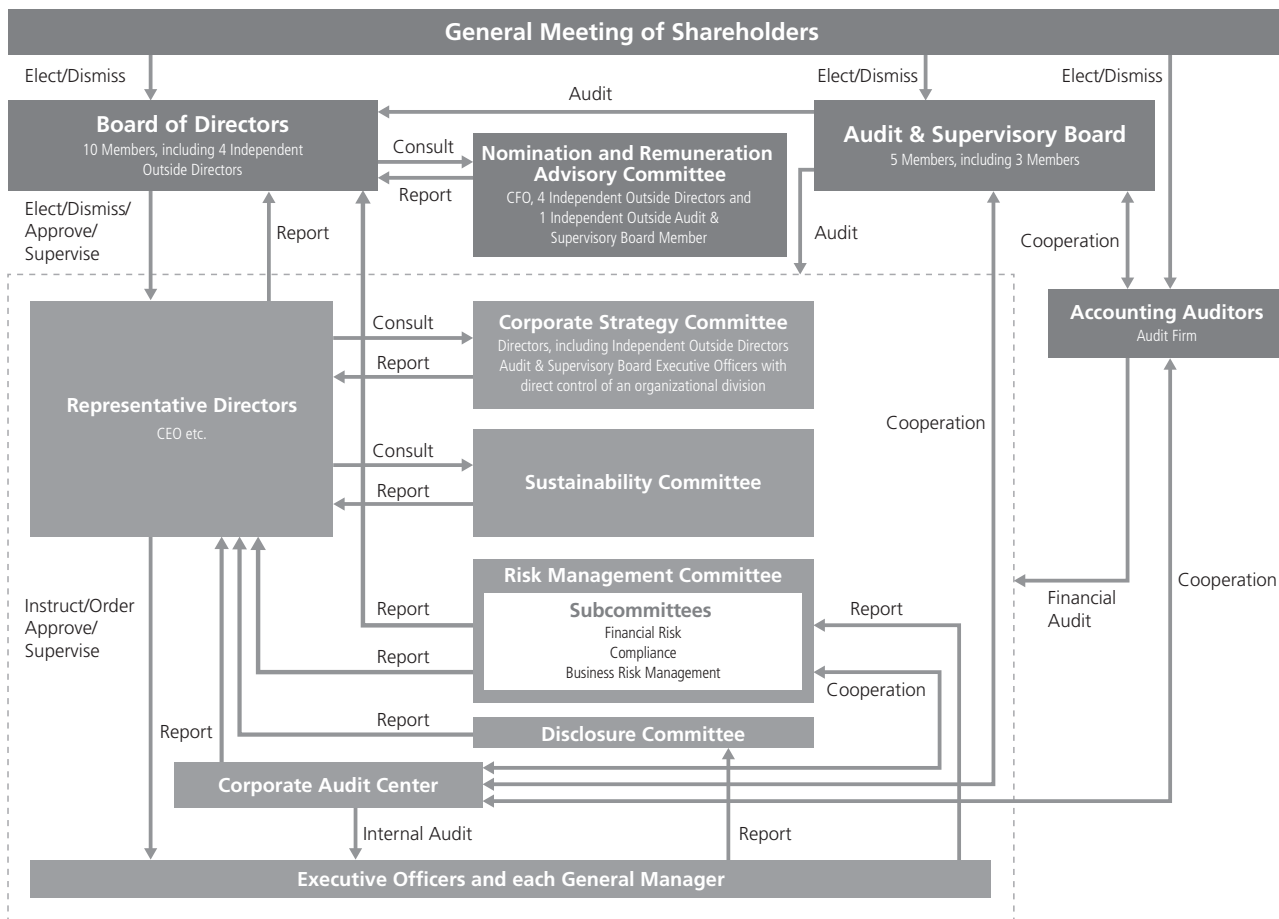 General Meeting of Shareholders
Elect/Dismiss
Elect/Dismiss
Elect/Dismiss
Audit
Board of Directors
10 Members, including 4 Independent
Outside Directors
Consult
Report
Nomination and Remuneration
Advisory Committee
CFO, 4 Independent Outside Directors and
1 Independent Outside Audit &
Supervisory Board Member
Audit & Supervisory Board
5 Members, including 3 Members
Elect/Dismiss/
Approve/
Supervise
Report
Audit
Cooperation
Accounting Auditors
Audit Firm
Representative Directors
CEO etc.
Consult
Report
Corporate Strategy Committee
Directors, including Independent Outside Directors
Audit & Supervisory Board Executive Officers with
direct control of an organizational division
Cooperation
Consult
Report
Sustainability Committee
Risk Management Committee
Subcommittees
Financial Risk
Compliance
Business Risk Management
Report
Report
Report
Cooperation
Financial
Audit
Cooperation
Instruct/Order
Approve/
Supervise
Report
Report
Disclosure Committee
Corporate Audit Center
Internal Audit
Report
Executive Officers and each General Manager